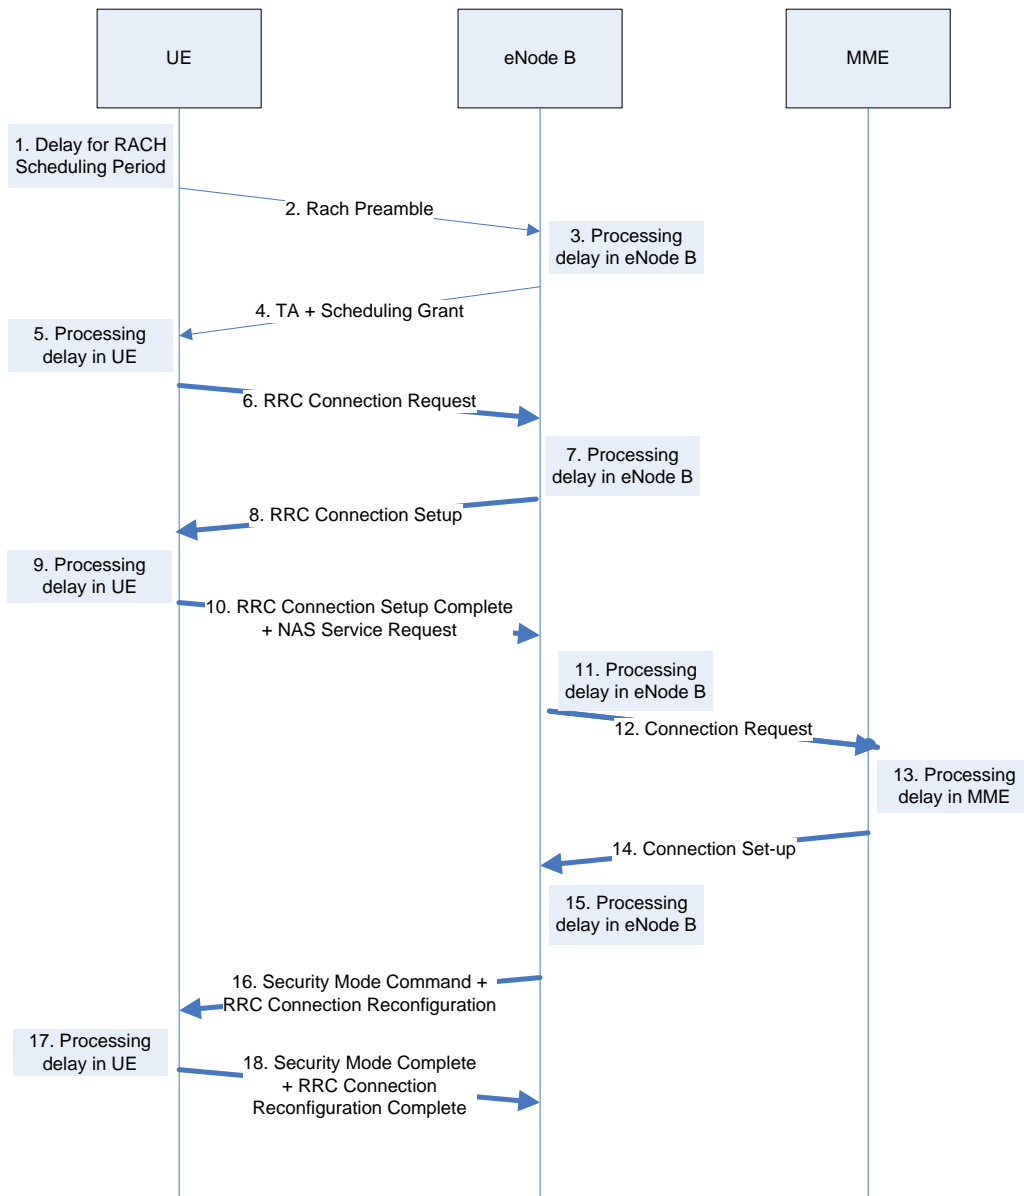 UE
eNode B
MME
1. Delay for RACH
Scheduling Period
2. Rach Preamble
3. Processing
delay in eNode B
4. TA + Scheduling Grant
5. Processing
delay in UE
6. RRC Connection Request
7. Processing
delay in eNode B
8. RRC Connection Setup
9. Processing
delay in UE
10. RRC Connection Setup Complete
+ NAS Service Request
11. Processing
delay in eNode B
12. Connection Request
13. Processing
delay in MME
14. Connection Set-up
15. Processing
delay in eNode B
16. Security Mode Command +
RRC Connection Reconfiguration
17. Processing
delay in UE
18. Security Mode Complete
+ RRC Connection
Reconfiguration Complete